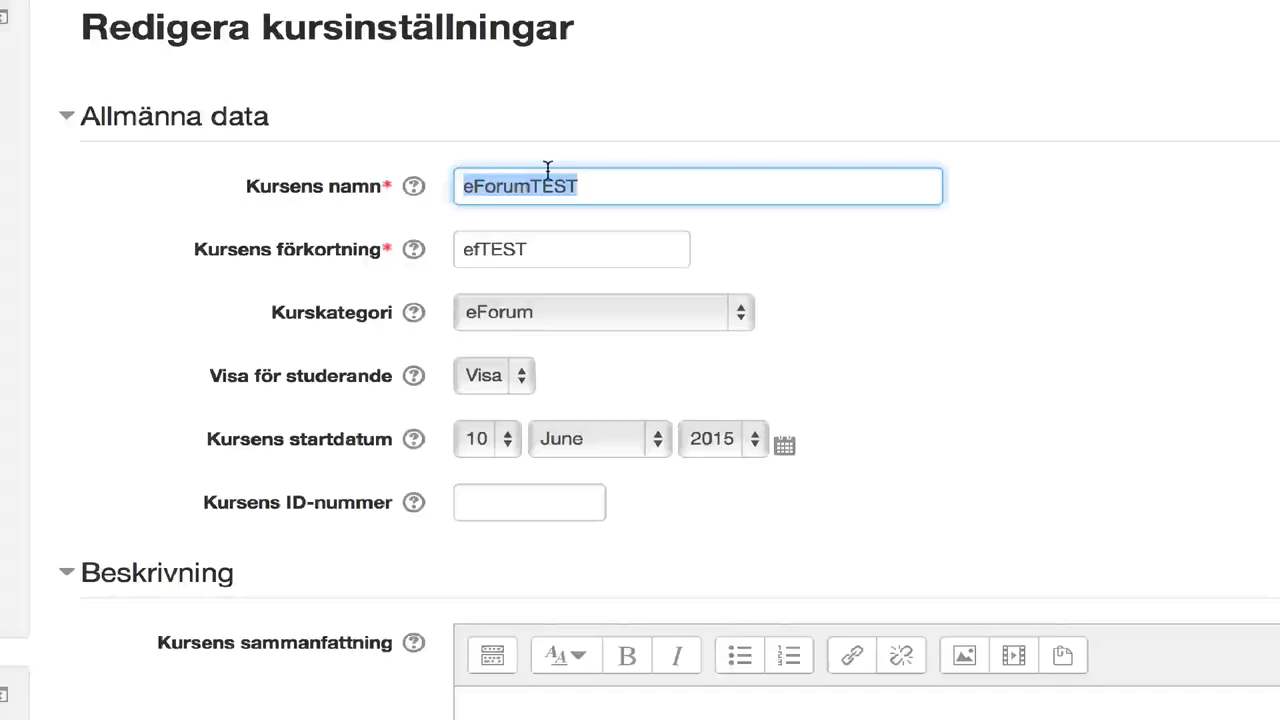 Redigera kursinställningar
Allmänna data
Kursens namn* eForumTEST
Kursens förkortning* efTEST
Kurskategori eForum
Visa för studerande Visa
Kursens startdatum 10 June 2015
Kursens ID-nummer
Beskrivning
Kursens sammanfattning